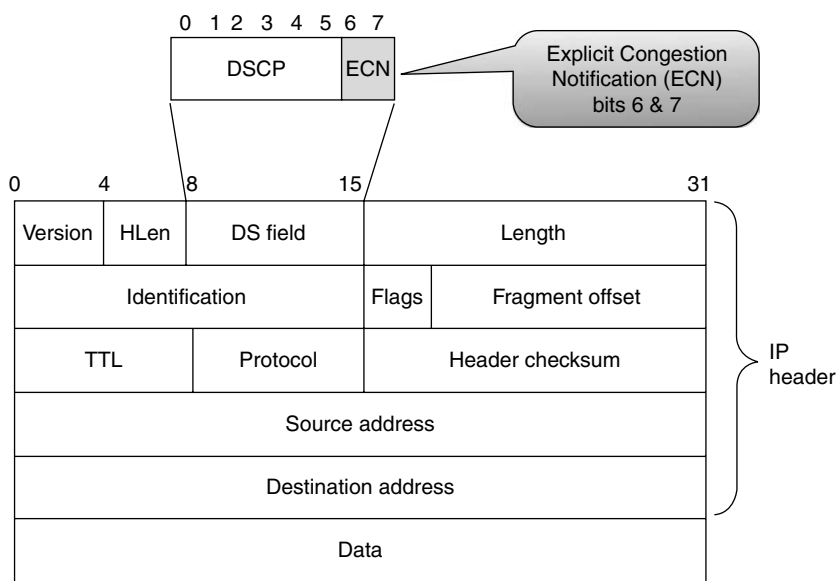 0 1 2 3 4 5 6 7
DSCP
ECN
Explicit Congestion
Notification (ECN)
bits 6 & 7
0 4 8 15 31
Version HLen DS field Length
Identification Flags Fragment offset
TTL Protocol Header checksum
Source address
Destination address
Data
IP
header